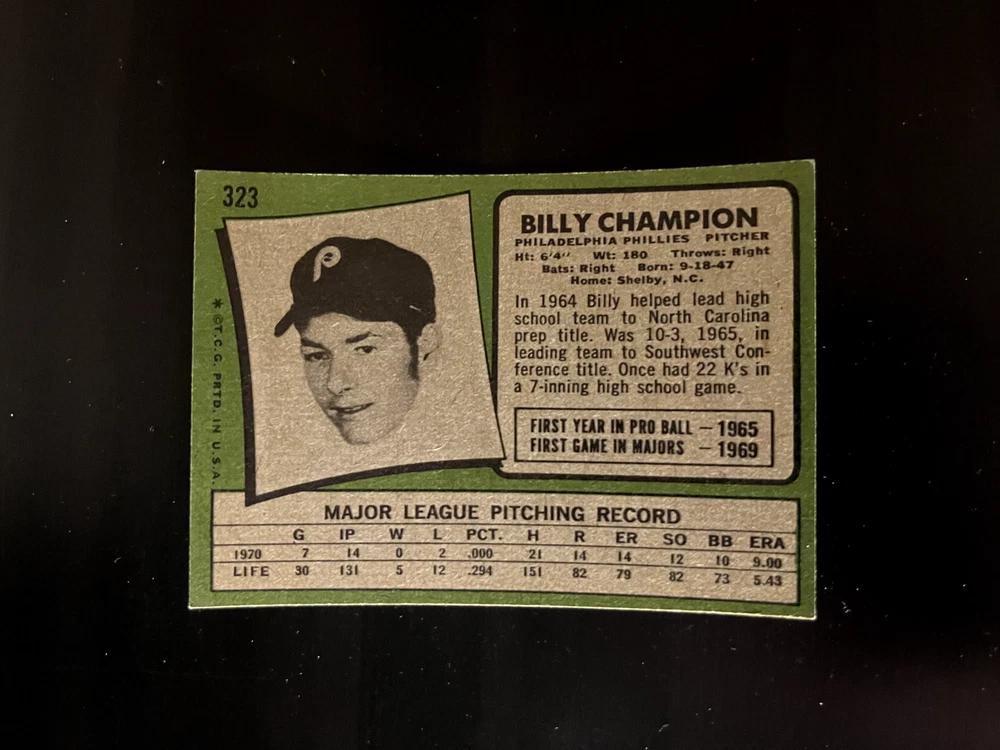 323
P
* ©T.C.G. PRTD. IN U.S.A.
BILLY CHAMPION
PHILADELPHIA PHILLIES PITCHER
Ht: 6'4" Wt: 180 Throws: Right
Bats: Right Born: 9-18-47
Home: Shelby, N.C.
In 1964 Billy helped lead high
school team to North Carolina
prep title. Was 10-3, 1965, in
leading team to Southwest Con-
ference title. Once had 22 K's in
a 7-inning high school game.
FIRST YEAR IN PRO BALL — 1965
FIRST GAME IN MAJORS — 1969
MAJOR LEAGUE PITCHING RECORD
G IP W L PCT. H R ER SO BB ERA
1970 7 14 0 2 .000 21 14 14 12 10 9.00
LIFE 30 131 5 12 .294 151 82 79 82 73 5.43